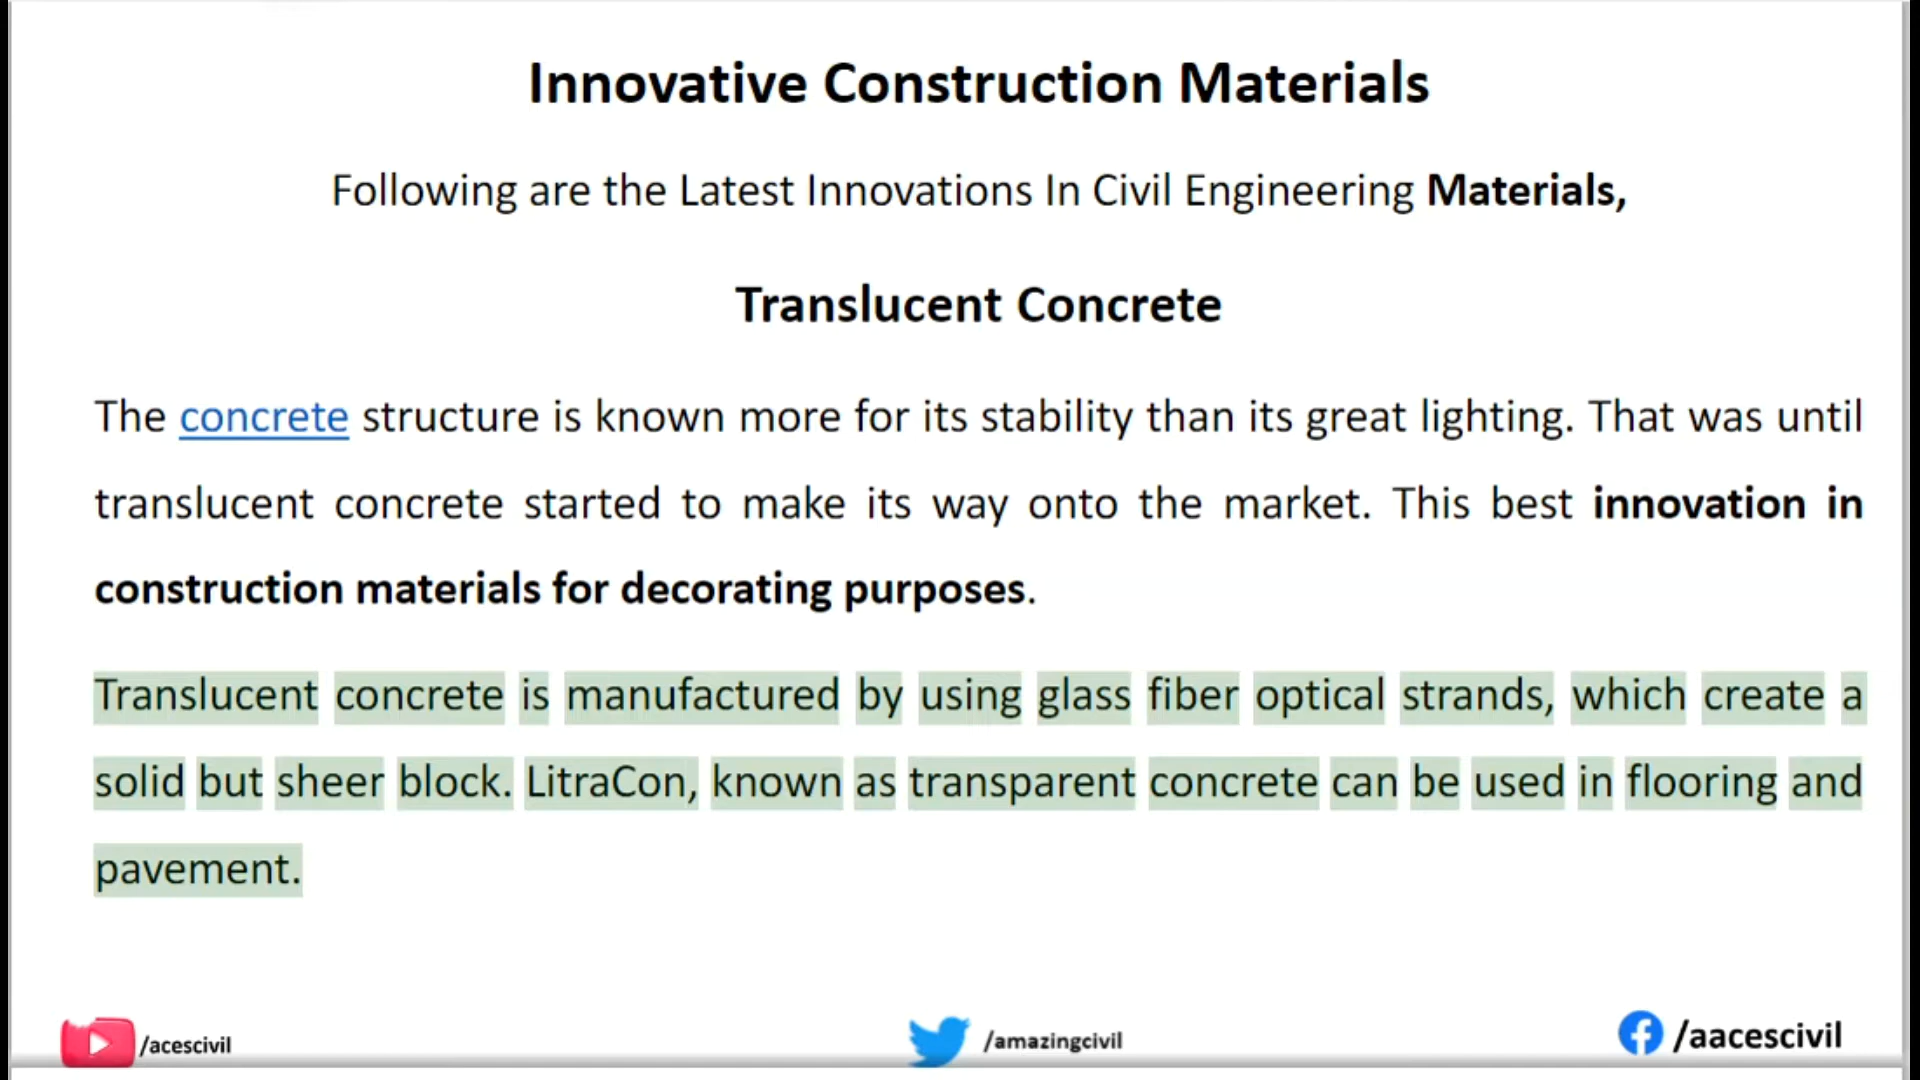 Innovative Construction Materials
Following are the Latest Innovations In Civil Engineering Materials,
Translucent Concrete
The concrete structure is known more for its stability than its great lighting. That was until
translucent concrete started to make its way onto the market. This best innovation in
construction materials for decorating purposes.
Translucent concrete is manufactured by using glass fiber optical strands, which create a
solid but sheer block. LitraCon, known as transparent concrete can be used in flooring and
pavement.
/acescivil
/amazingcivil
/aacescivil